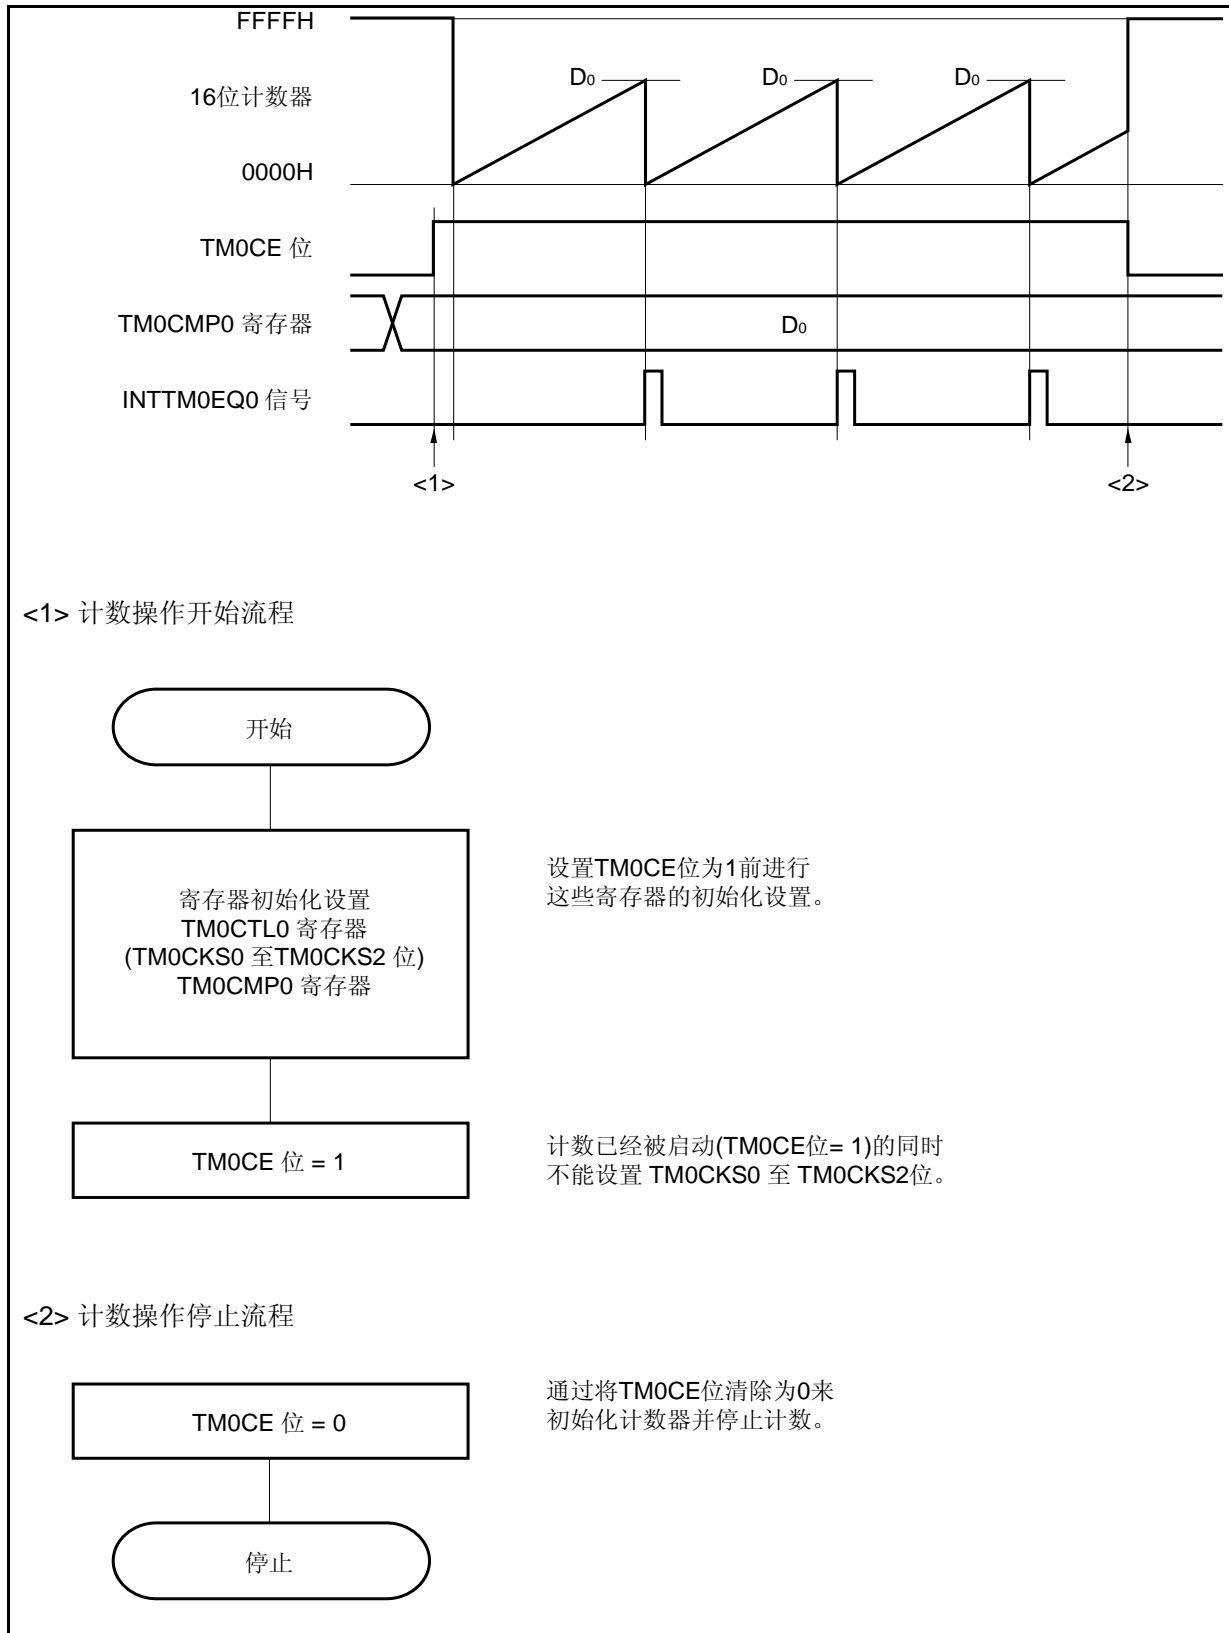 FFFFH
16位计数器
D0 D0 D0
0000H
TM0CE 位
TM0CMP0 寄存器
D0
INTTM0EQ0 信号
<1> <2>
<1> 计数操作开始流程
开始
寄存器初始化设置
TM0CTL0 寄存器
(TM0CKS0 至TM0CKS2 位)
TM0CMP0 寄存器
设置TM0CE位为1前进行
这些寄存器的初始化设置。
TM0CE 位 = 1
计数已经被启动(TM0CE位= 1)的同时
不能设置 TM0CKS0 至 TM0CKS2位。
<2> 计数操作停止流程
TM0CE 位 = 0
通过将TM0CE位清除为0来
初始化计数器并停止计数。
停止